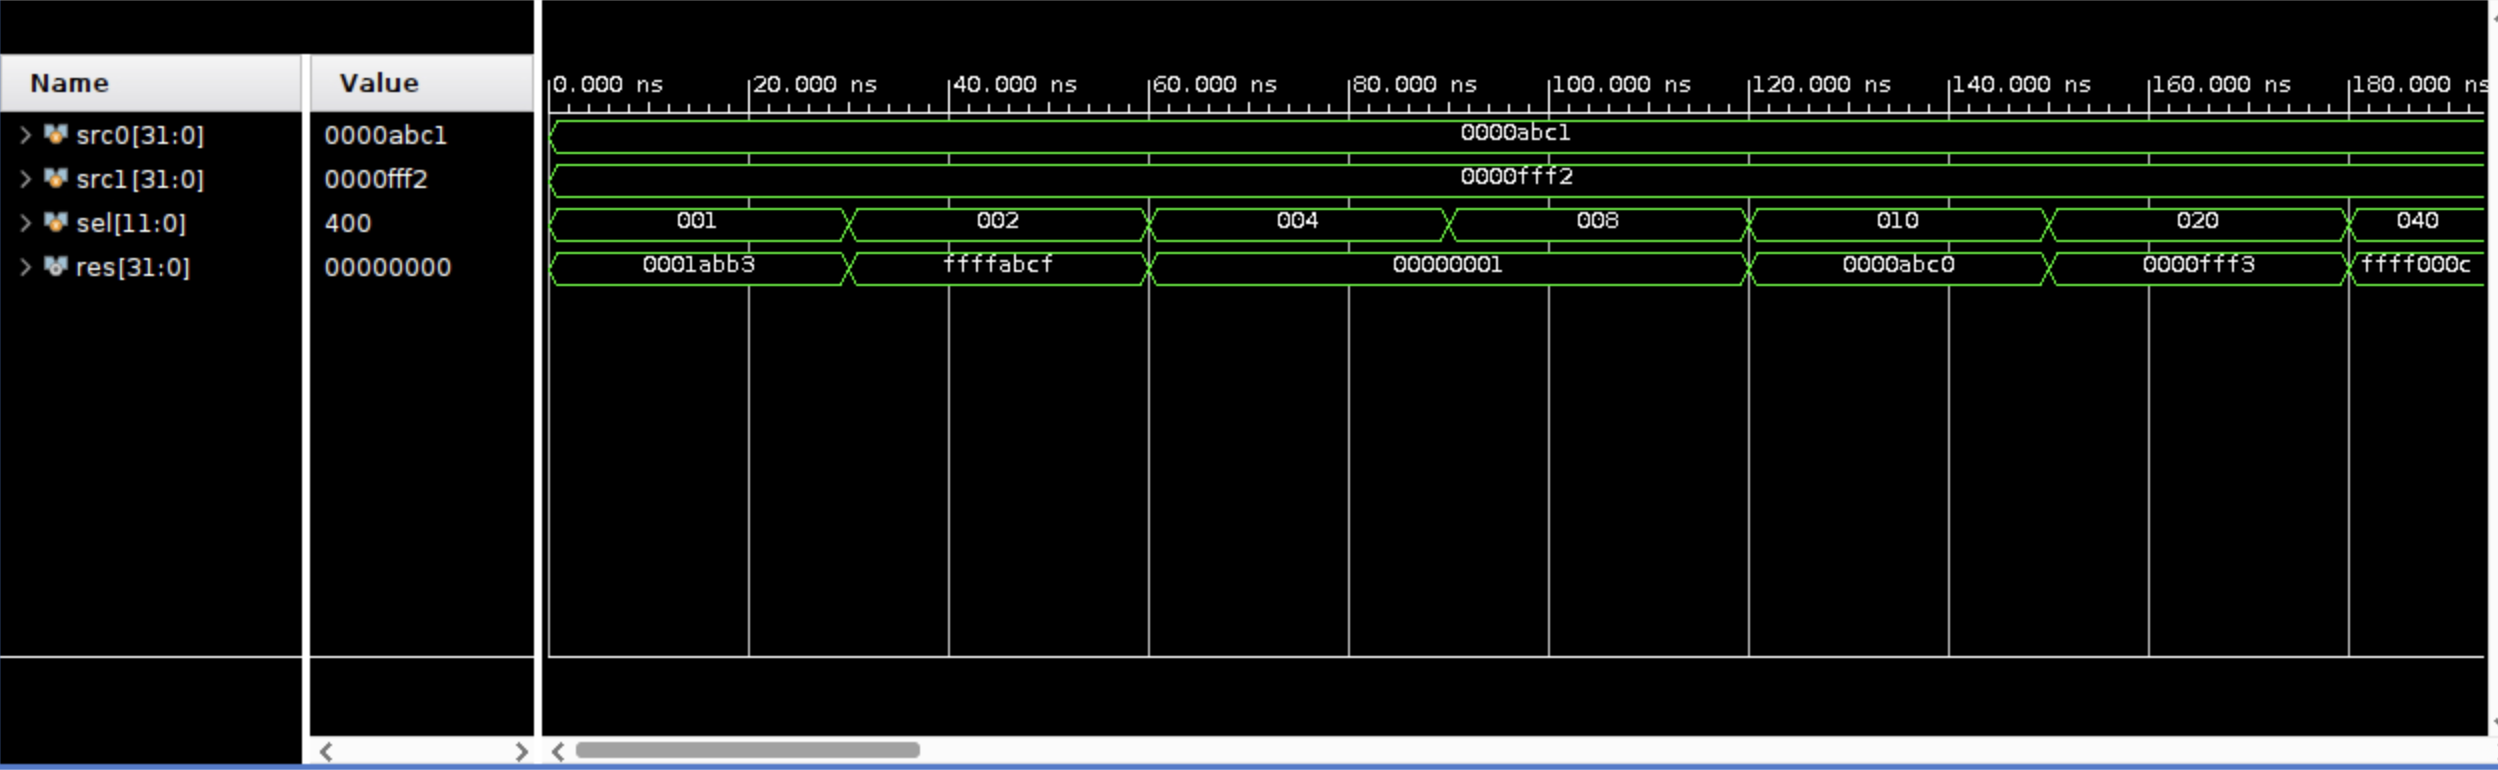 Name Value 0.000 ns 20.000 ns 40.000 ns 60.000 ns 80.000 ns 100.000 ns 120.000 ns 140.000 ns 160.000 ns 180.000 ns
src0[31:0] 0000abc1 0000abc1
src1[31:0] 0000fff2 0000fff2
sel[11:0] 400 001 002 004 008 010 020 040
res[31:0] 00000000 0001abb3 ffffabcf 00000001 0000abc0 0000fff3 ffff000c